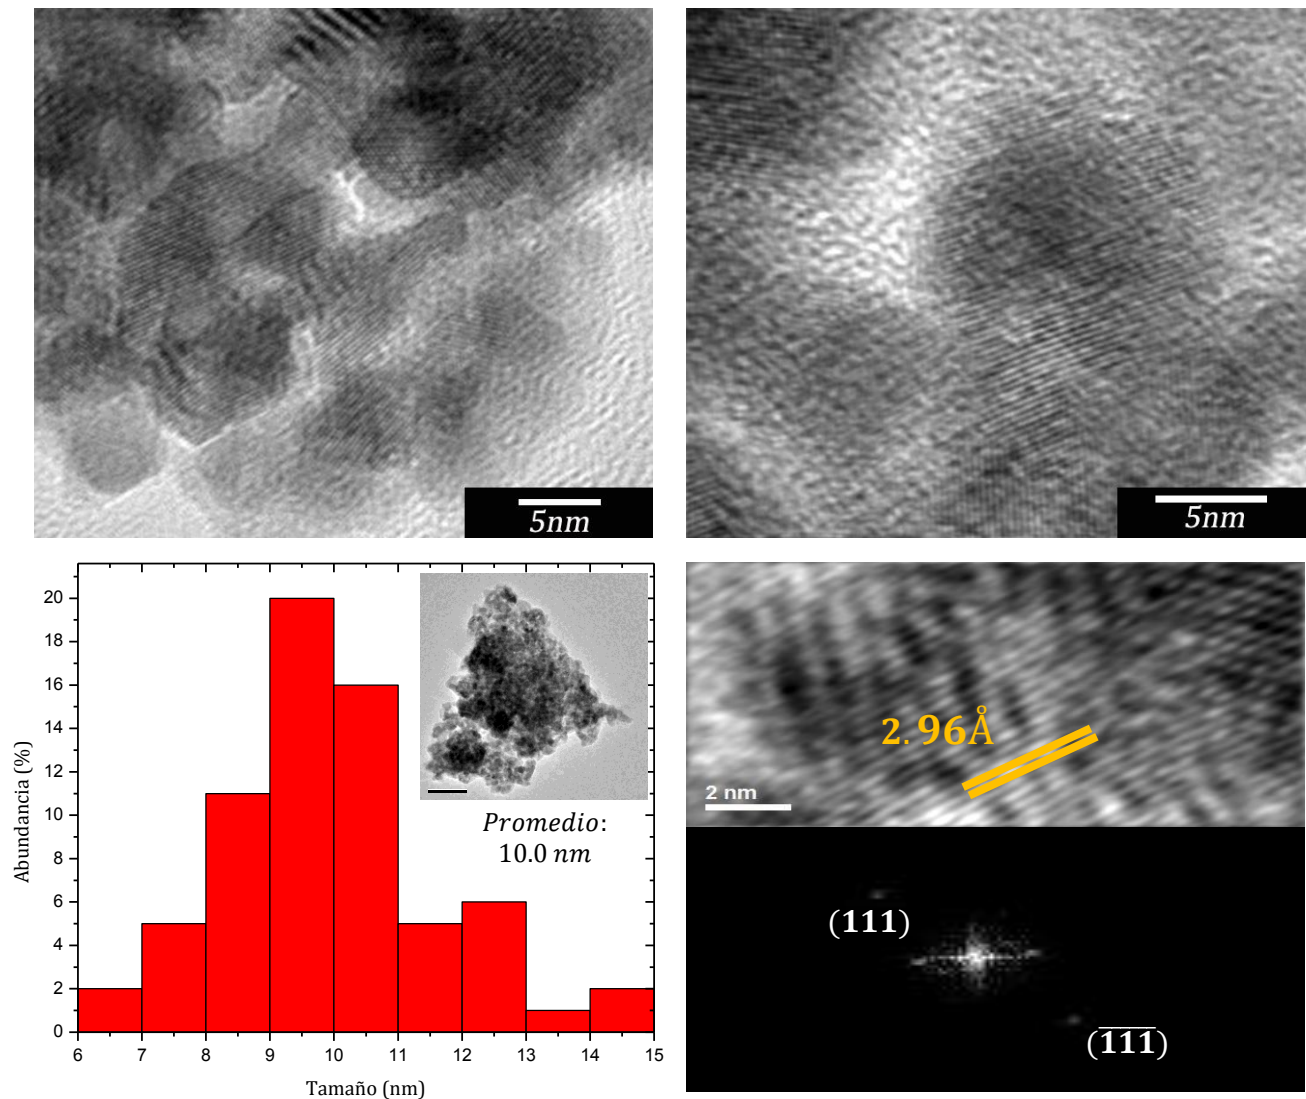 5nm
5nm
Abundancia (%)
20
18
16
14
12
10
8
6
4
2
0
6 7 8 9 10 11 12 13 14 15
Tamaño (nm)
Promedio:
10.0 nm
2.96Å
2 nm
(111)
(1̅1̅1̅)